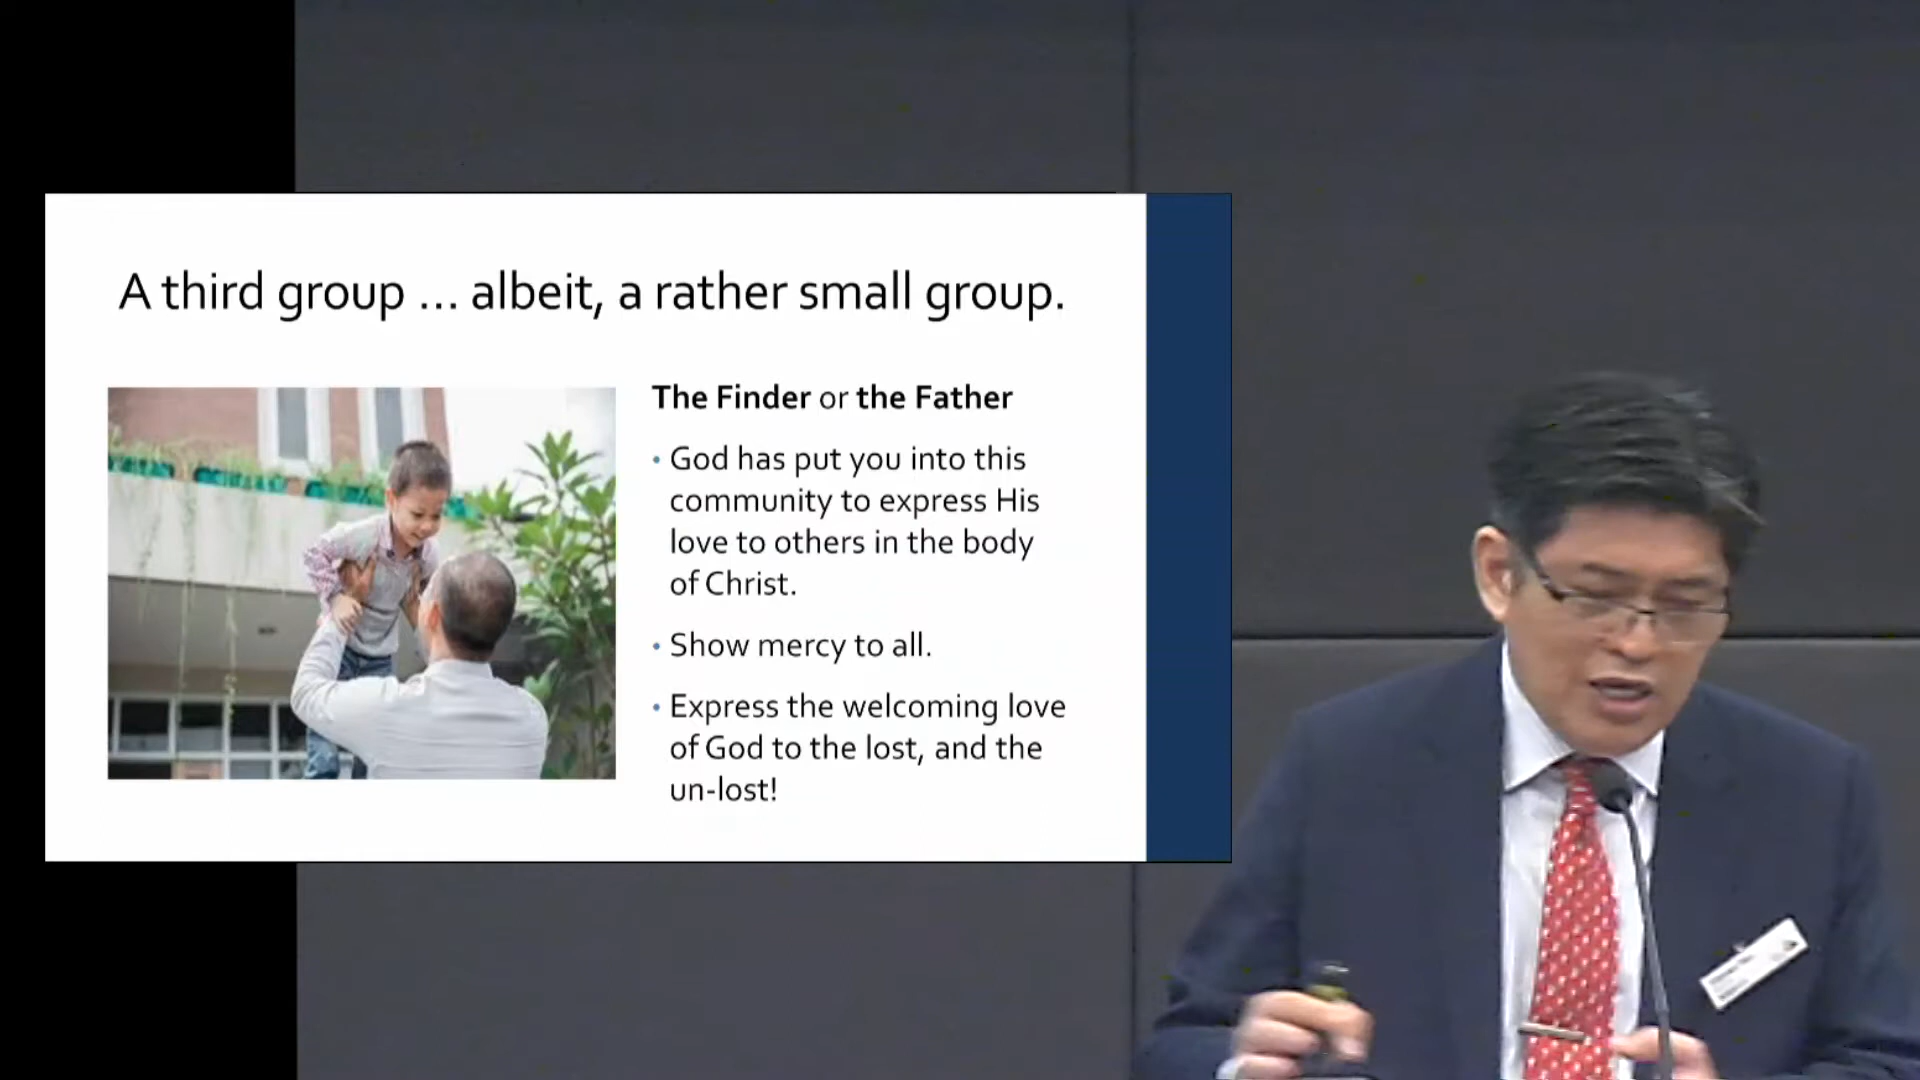 A third group ... albeit, a rather small group.
The Finder or the Father
• God has put you into this
community to express His
love to others in the body
of Christ.
• Show mercy to all.
• Express the welcoming love
of God to the lost, and the
un-lost!